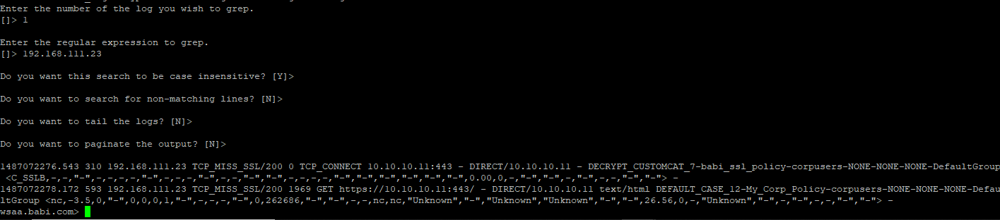 Enter the number of the log you wish to grep.
[]> 1
Enter the regular expression to grep.
[]> 192.168.111.23
Do you want this search to be case insensitive? [Y]>
Do you want to search for non-matching lines? [N]>
Do you want to tail the logs? [N]>
Do you want to paginate the output? [N]>
1487072276.543 310 192.168.111.23 TCP_MISS_SSL/200 0 TCP_CONNECT 10.10.10.11:443 - DIRECT/10.10.10.11 - DECRYPT_CUSTOMCAT_7-babi_ssl_policy-corpusers-NONE-NONE-NONE-DefaultGroup
<C_SSLB,-,-,"-",-,-,-,-,"-",-,-,-,"-",-,-,"-","-",-,-,"-",0,"-",-,-,-,"-","-","-","-","-","-",0.00,0,-,"-","-",-,"-",-,-,"-","-"> -
1487072278.172 593 192.168.111.23 TCP_MISS_SSL/200 1969 GET https://10.10.10.11:443/ - DIRECT/10.10.10.11 text/html DEFAULT_CASE_12-My_Corp_Policy-corpusers-NONE-NONE-NONE-Defau
ltGroup <nc,-3.5,0,"-",0,0,0,1,"-",-,-,-,"-",0,262686,"-","-",-,-,nc,nc,"Unknown","-","Unknown","Unknown","-","-",26.56,0,-,"Unknown","-",-,"-",-,-,"-","-"> -
wsaa.babi.com>